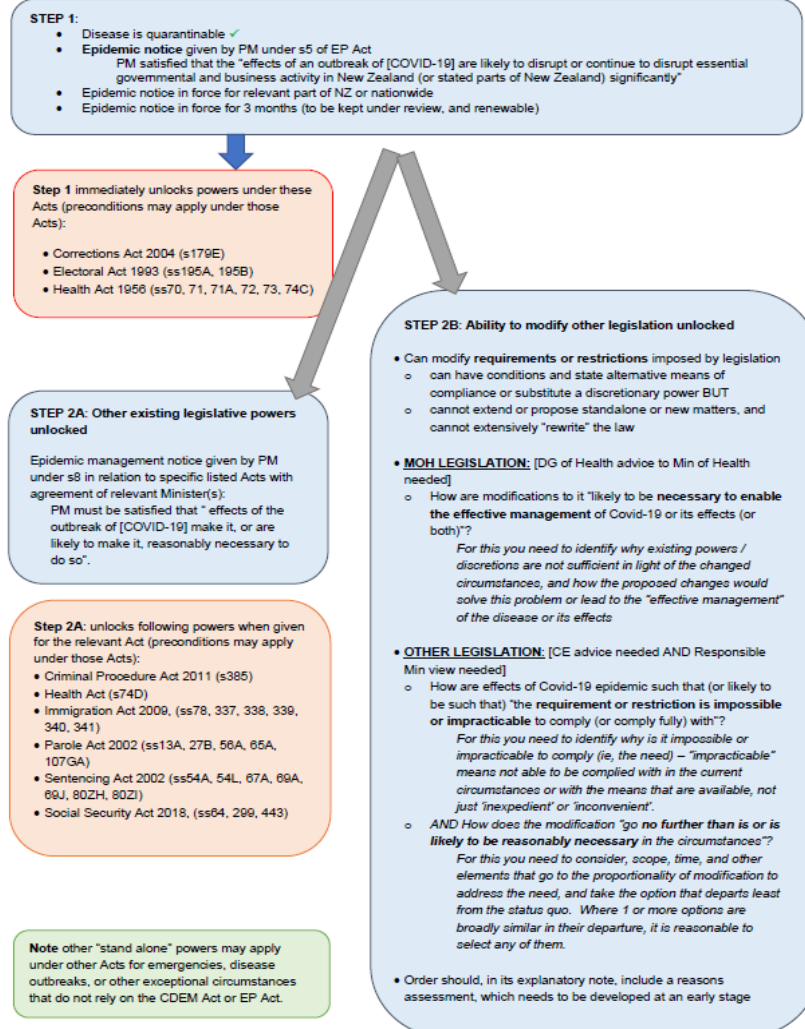 STEP 1:
• Disease is quarantinable ✓
• Epidemic notice given by PM under s5 of EP Act
PM satisfied that the “effects of an outbreak of [COVID-19] are likely to disrupt or continue to disrupt essential
governmental and business activity in New Zealand (or stated parts of New Zealand) significantly”
• Epidemic notice in force for relevant part of NZ or nationwide
• Epidemic notice in force for 3 months (to be kept under review, and renewable)
Step 1 immediately unlocks powers under these
Acts (preconditions may apply under those
Acts):
• Corrections Act 2004 (s179E)
• Electoral Act 1993 (ss195A, 195B)
• Health Act 1956 (ss70, 71, 71A, 72, 73, 74C)
STEP 2A: Other existing legislative powers
unlocked
Epidemic management notice given by PM
under s8 in relation to specific listed Acts with
agreement of relevant Minister(s):
PM must be satisfied that “ effects of the
outbreak of [COVID-19] make it, or are
likely to make it, reasonably necessary to
do so”.
Step 2A: unlocks following powers when given
for the relevant Act (preconditions may apply
under those Acts):
• Criminal Procedure Act 2011 (s385)
• Health Act (s74D)
• Immigration Act 2009, (ss78, 337, 338, 339,
340, 341)
• Parole Act 2002 (ss13A, 27B, 56A, 65A,
107GA)
• Sentencing Act 2002 (ss54A, 54L, 67A, 69A,
69J, 80ZH, 80ZI)
• Social Security Act 2018, (ss64, 299, 443)
Note other “stand alone” powers may apply
under other Acts for emergencies, disease
outbreaks, or other exceptional circumstances
that do not rely on the CDEM Act or EP Act.
STEP 2B: Ability to modify other legislation unlocked
• Can modify requirements or restrictions imposed by legislation
o can have conditions and state alternative means of
compliance or substitute a discretionary power BUT
o cannot extend or propose standalone or new matters, and
cannot extensively “rewrite” the law
• MOH LEGISLATION: [DG of Health advice to Min of Health
needed]
o How are modifications to it “likely to be necessary to enable
the effective management of Covid-19 or its effects (or
both)”?
For this you need to identify why existing powers /
discretions are not sufficient in light of the changed
circumstances, and how the proposed changes would
solve this problem or lead to the “effective management”
of the disease or its effects
• OTHER LEGISLATION: [CE advice needed AND Responsible
Min view needed]
o How are effects of Covid-19 epidemic such that (or likely to
be such that) “the requirement or restriction is impossible
or impracticable to comply (or comply fully) with”?
For this you need to identify why is it impossible or
impracticable to comply (ie, the need) – “impracticable”
means not able to be complied with in the current
circumstances or with the means that are available, not
just ‘inexpedient’ or ‘inconvenient’.
o AND How does the modification “go no further than is or is
likely to be reasonably necessary in the circumstances”?
For this you need to consider, scope, time, and other
elements that go to the proportionality of modification to
address the need, and take the option that departs least
from the status quo. Where 1 or more options are
broadly similar in their departure, it is reasonable to
select any of them.
• Order should, in its explanatory note, include a reasons
assessment, which needs to be developed at an early stage